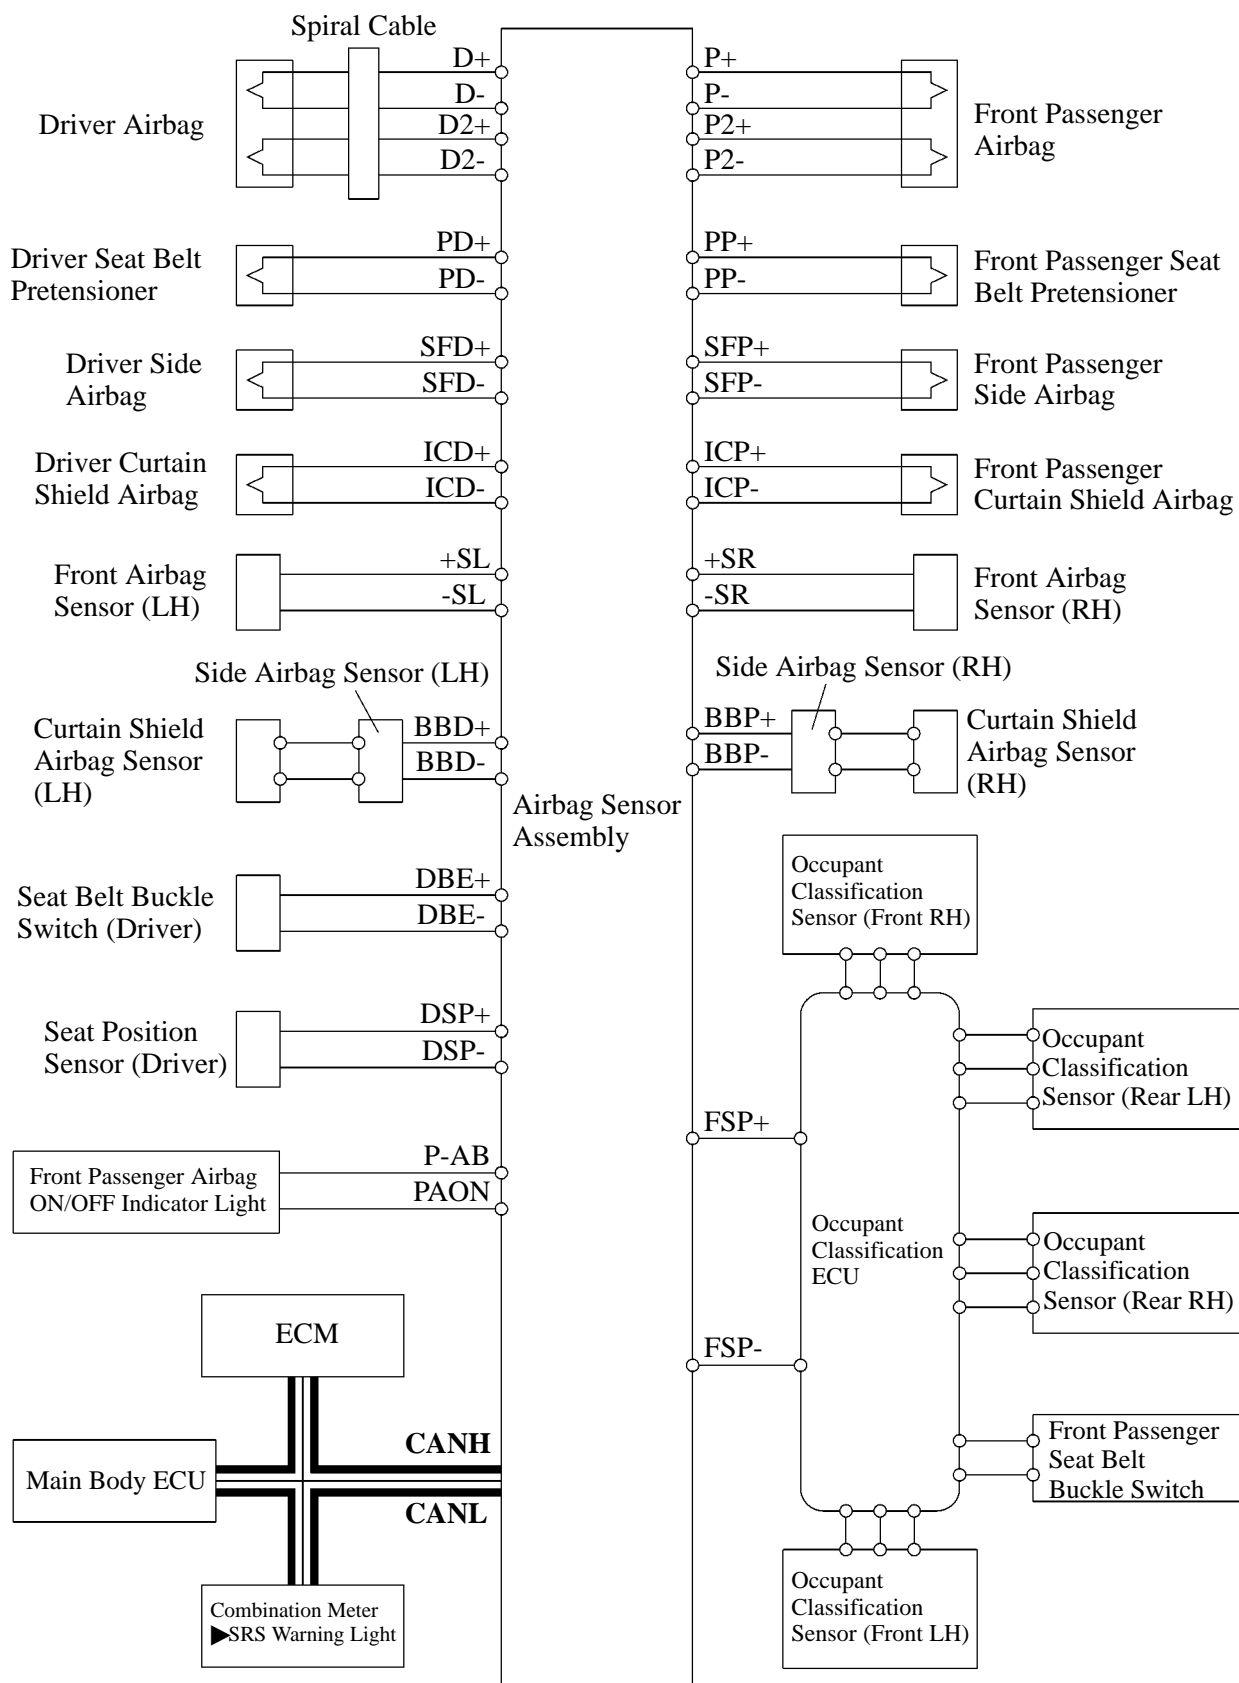 Spiral Cable
D+
D-
D2+
D2-
Driver Airbag
P+
P-
P2+
P2-
Front Passenger
Airbag
Driver Seat Belt
Pretensioner
PD+
PD-
PP+
PP-
Front Passenger Seat
Belt Pretensioner
Driver Side
Airbag
SFD+
SFD-
SFP+
SFP-
Front Passenger
Side Airbag
Driver Curtain
Shield Airbag
ICD+
ICD-
ICP+
ICP-
Front Passenger
Curtain Shield Airbag
Front Airbag
Sensor (LH)
+SL
-SL
+SR
-SR
Front Airbag
Sensor (RH)
Side Airbag Sensor (LH)
Side Airbag Sensor (RH)
Curtain Shield
Airbag Sensor
(LH)
BBD+
BBD-
BBP+
BBP-
Curtain Shield
Airbag Sensor
(RH)
Airbag Sensor
Assembly
Seat Belt Buckle
Switch (Driver)
DBE+
DBE-
Occupant
Classification
Sensor (Front RH)
Seat Position
Sensor (Driver)
DSP+
DSP-
Occupant
Classification
Sensor (Rear LH)
FSP+
Front Passenger Airbag
ON/OFF Indicator Light
P-AB
PAON
Occupant
Classification
ECU
Occupant
Classification
Sensor (Rear RH)
FSP-
ECM
Main Body ECU
CANH
CANL
Front Passenger
Seat Belt
Buckle Switch
Combination Meter
▶SRS Warning Light
Occupant
Classification
Sensor (Front LH)